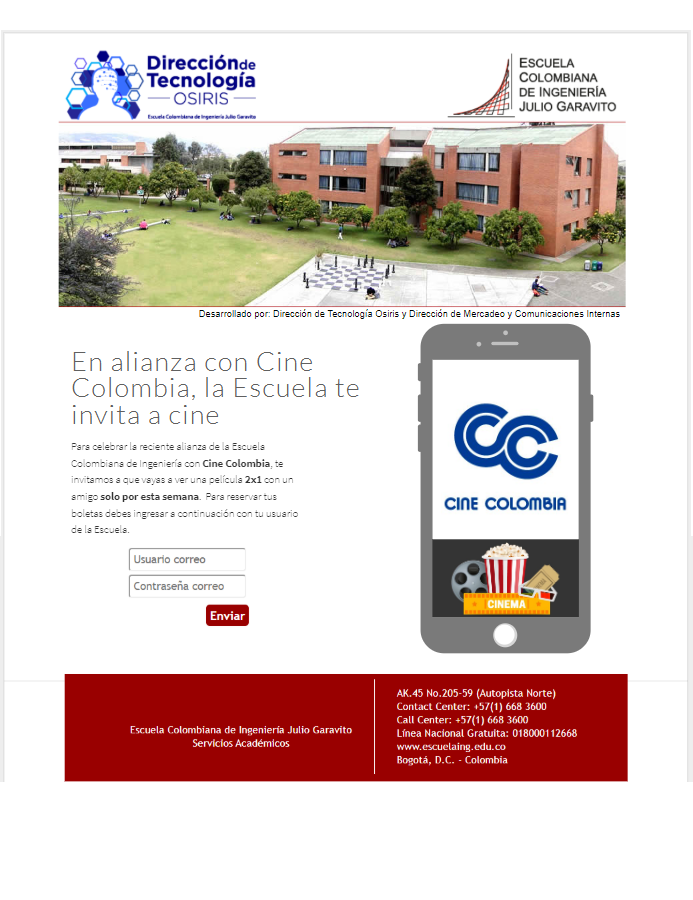 Direcciónde
Tecnología
OSIRIS
Escuela Colombiana de Ingeniería Julio Garavito
ESCUELA
COLOMBIANA
DE INGENIERÍA
JULIO GARAVITO
Desarrollado por: Dirección de Tecnología Osiris y Dirección de Mercadeo y Comunicaciones Internas
En alianza con Cine
Colombia, la Escuela te
invita a cine
Para celebrar la reciente alianza de la Escuela
Colombiana de Ingeniería con Cine Colombia, te
invitamos a que vayas a ver una película 2x1 con un
amigo solo por esta semana. Para reservar tus
boletas debes ingresar a continuación con tu usuario
de la Escuela.
Usuario correo
Contraseña correo
Enviar
CC
CINE COLOMBIA
CINEMA
Escuela Colombiana de Ingeniería Julio Garavito
Servicios Académicos
AK.45 No.205-59 (Autopista Norte)
Contact Center: +57(1) 668 3600
Call Center: +57(1) 668 3600
Línea Nacional Gratuita: 018000112668
www.escuelaing.edu.co
Bogotá, D.C. - Colombia